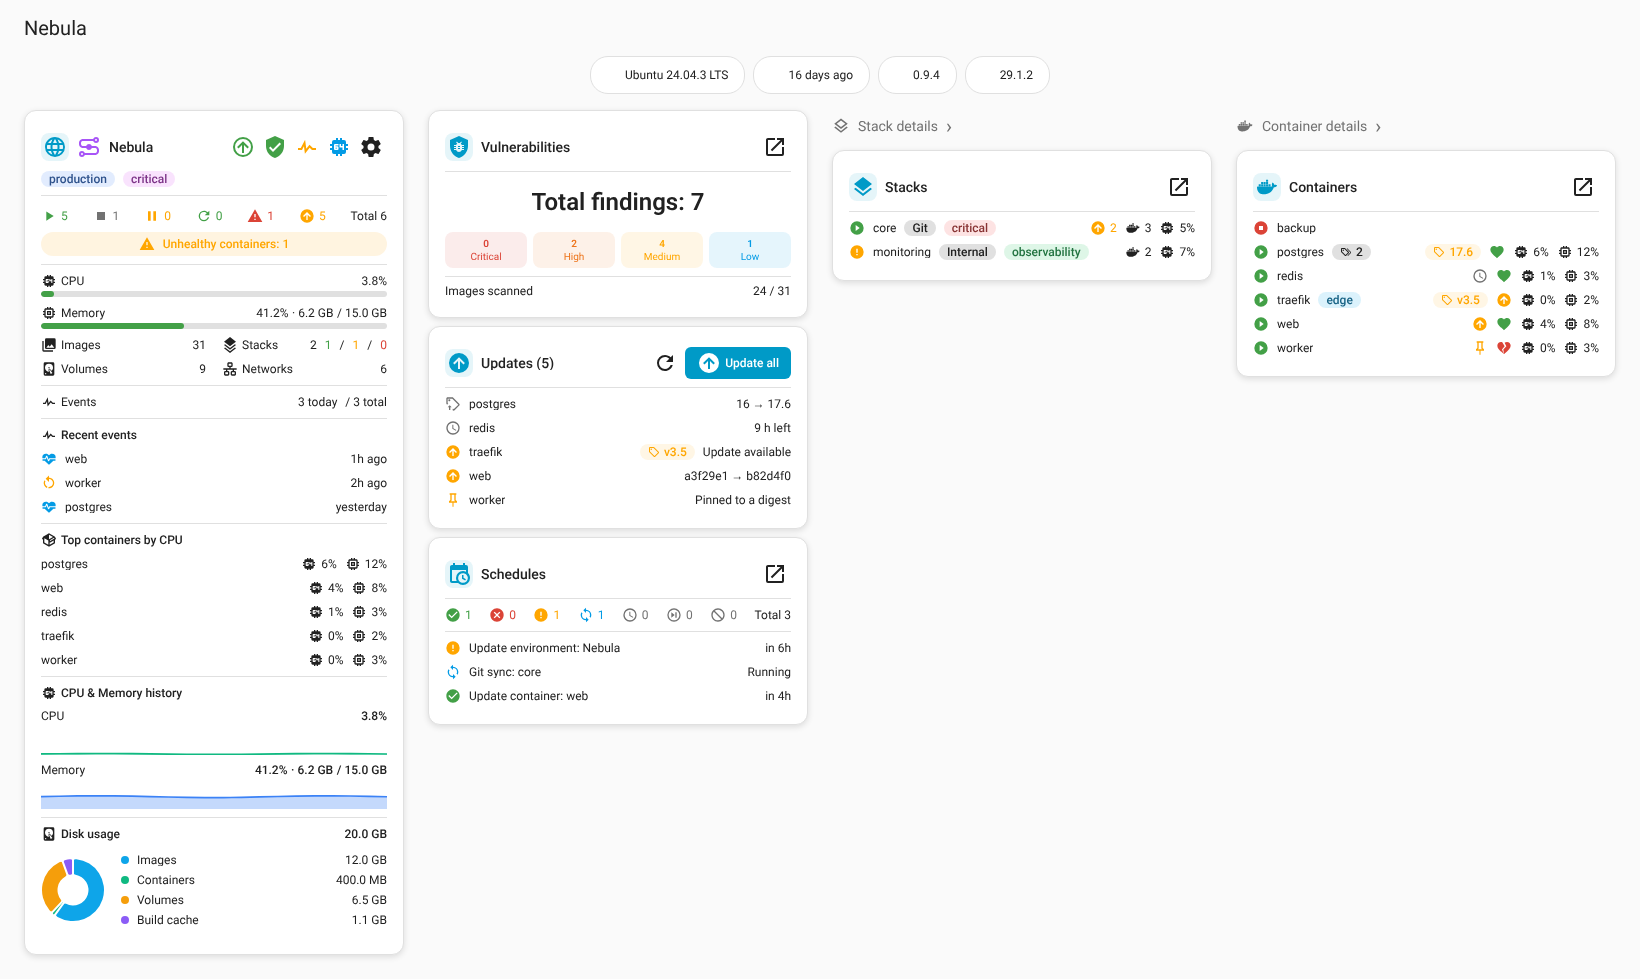 Nebula
Ubuntu 24.04.3 LTS
16 days ago
0.9.4
29.1.2
Nebula
production critical
5 1 0 0 1 5 Total 6
Unhealthy containers: 1
CPU 3.8%
Memory 41.2% · 6.2 GB / 15.0 GB
Images 31 Stacks 2 1 / 1 / 0
Volumes 9 Networks 6
Events 3 today / 3 total
Recent events
web 1h ago
worker 2h ago
postgres yesterday
Top containers by CPU
postgres 6% 12%
web 4% 8%
redis 1% 3%
traefik 0% 2%
worker 0% 3%
CPU & Memory history
CPU 3.8%
Memory 41.2% · 6.2 GB / 15.0 GB
Disk usage 20.0 GB
Images 12.0 GB
Containers 400.0 MB
Volumes 6.5 GB
Build cache 1.1 GB
Vulnerabilities
Total findings: 7
0 Critical
2 High
4 Medium
1 Low
Images scanned 24 / 31
Updates (5) Update all
postgres 16 → 17.6
redis 9 h left
traefik v3.5 Update available
web a3f29e1 → b82d4f0
worker Pinned to a digest
Schedules
1 0 1 1 0 0 0 Total 3
Update environment: Nebula in 6h
Git sync: core Running
Update container: web in 4h
Stack details ›
Stacks
core Git critical 2 3 5%
monitoring Internal observability 2 7%
Container details ›
Containers
backup
postgres 2 17.6 6% 12%
redis 1% 3%
traefik edge v3.5 0% 2%
web 4% 8%
worker 0% 3%